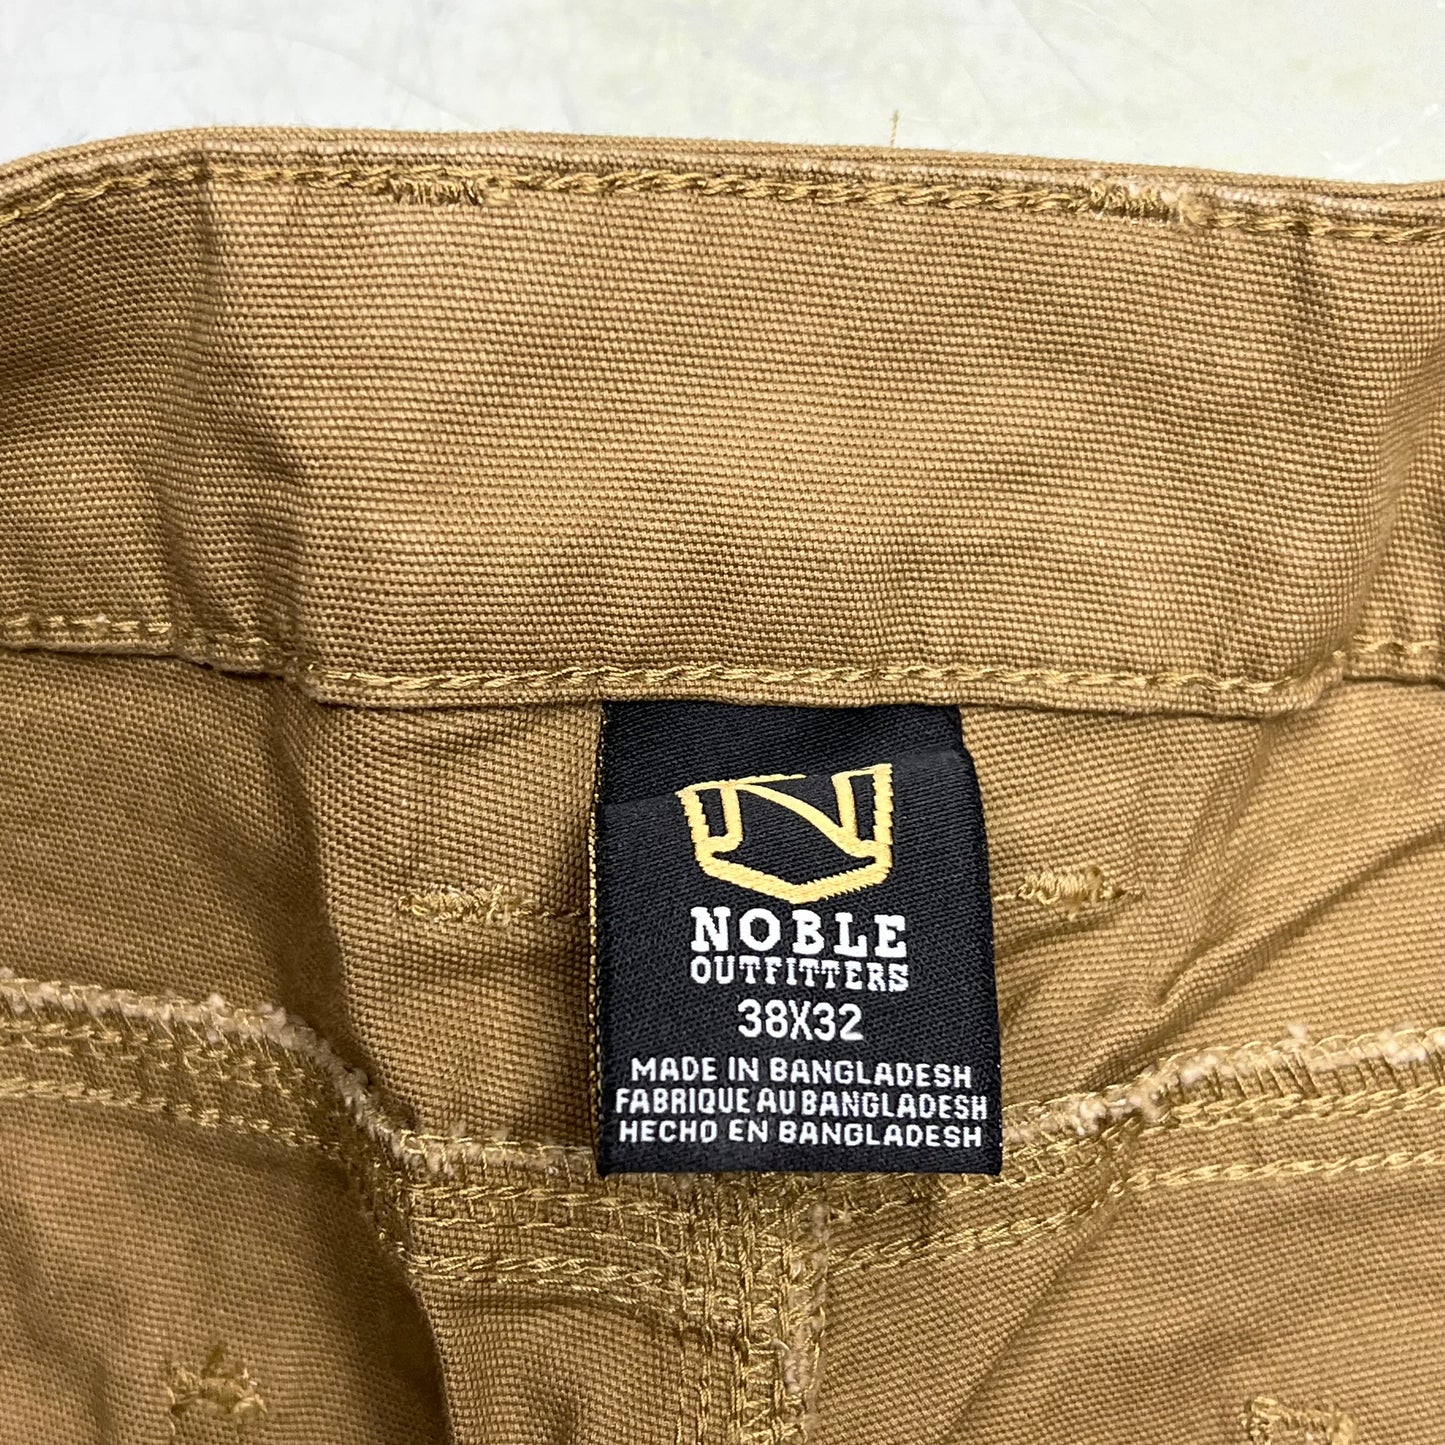 N
NOBLE
OUTFITTERS
38X32
MADE IN BANGLADESH
FABRIQUE AU BANGLADESH
HECHO EN BANGLADESH